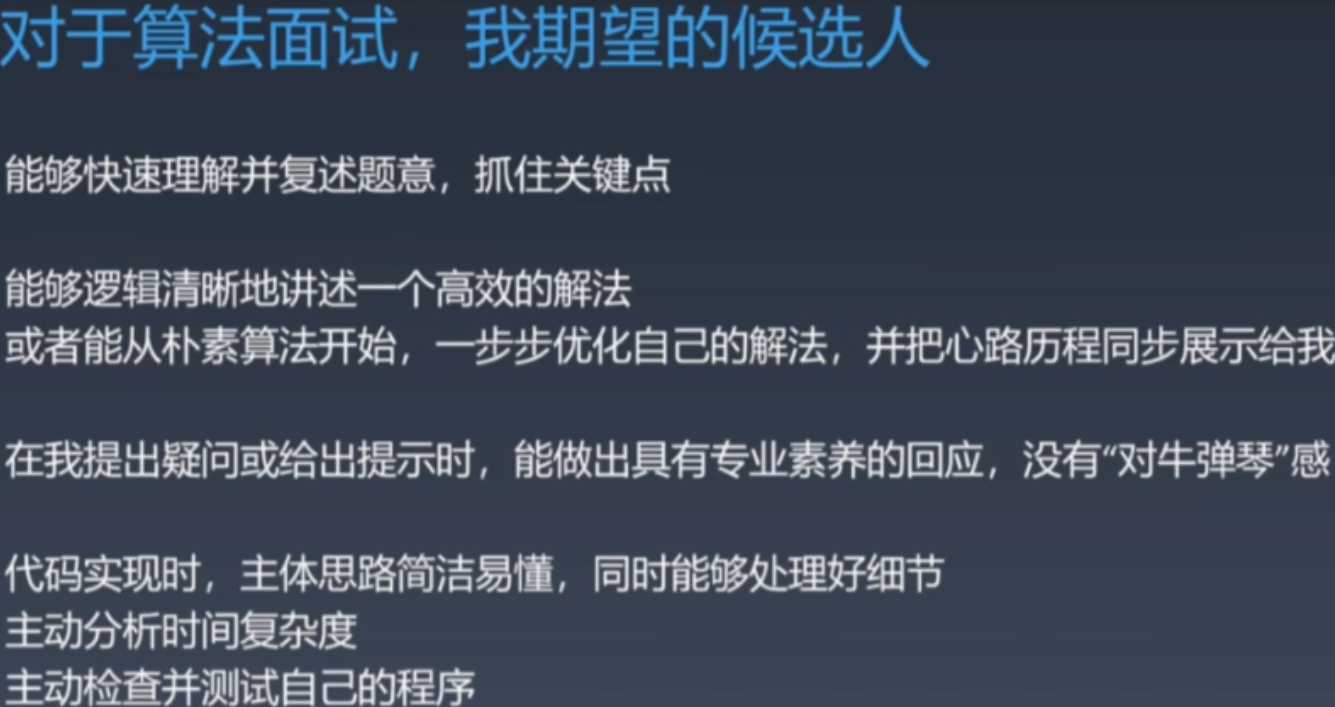 对于算法面试，我期望的候选人
能够快速理解并复述题意，抓住关键点
能够逻辑清晰地讲述一个高效的解法
或者能从朴素算法开始，一步步优化自己的解法，并把心路历程同步展示给我
在我提出疑问或给出提示时，能做出具有专业素养的回应，没有“对牛弹琴”感
代码实现时，主体思路简洁易懂，同时能够处理好细节
主动分析时间复杂度
主动检查并测试自己的程序